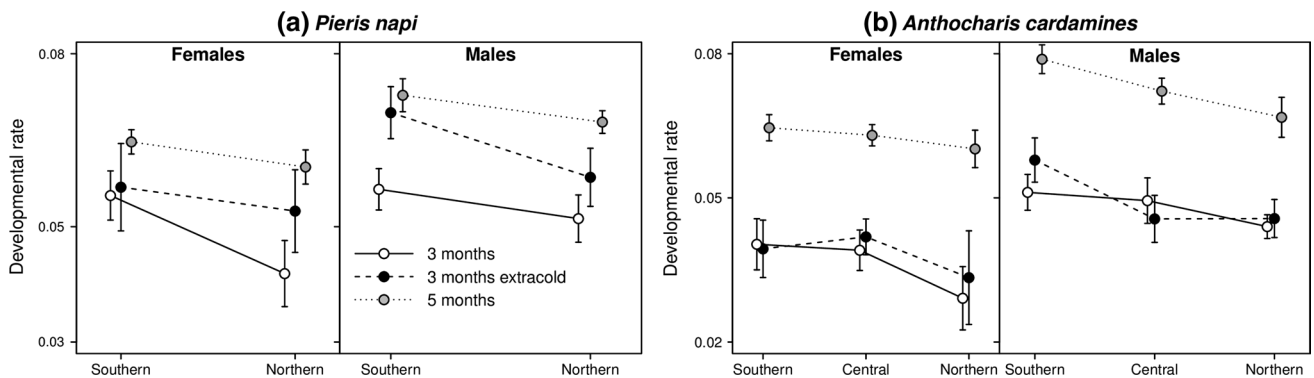 (a) Pieris napi
Females
Males
0.08
0.05
0.03
Developmental rate
3 months
3 months extracold
5 months
Southern
Northern
Southern
Northern
(b) Anthocharis cardamines
Females
Males
0.08
0.05
0.02
Developmental rate
Southern
Central
Northern
Southern
Central
Northern